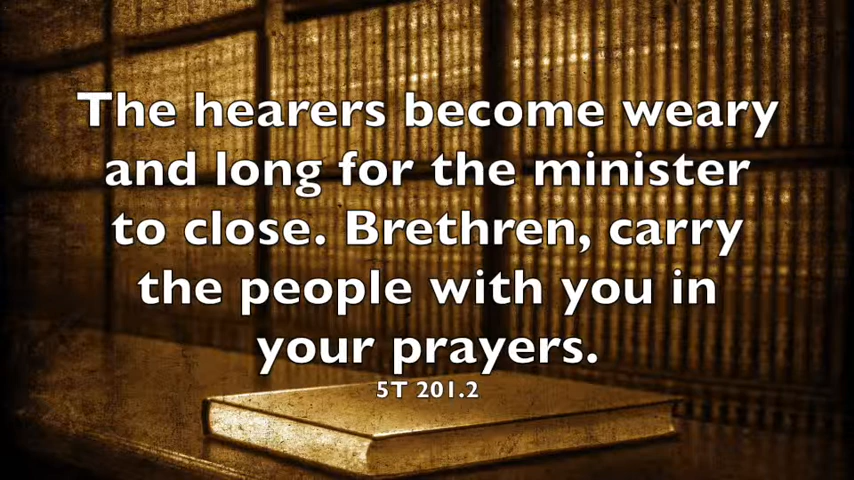 The hearers become weary
and long for the minister
to close. Brethren, carry
the people with you in
your prayers.
5T 201.2